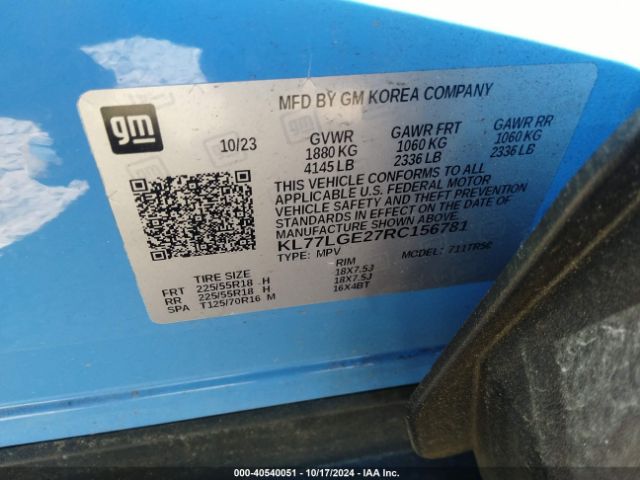 gm
MFD BY GM KOREA COMPANY
10/23 GVWR GAWR FRT GAWR RR
1880 KG 1060 KG 1060 KG
4145 LB 2336 LB 2336 LB
THIS VEHICLE CONFORMS TO ALL
APPLICABLE U.S. FEDERAL MOTOR
VEHICLE SAFETY AND THEFT PREVENTION
STANDARDS IN EFFECT ON THE DATE OF
MANUFACTURE SHOWN ABOVE.
KL77LGE27RC156781
TYPE: MPV MODEL: 711TR56
TIRE SIZE RIM
FRT 225/55R18 H 18X7.5J
RR 225/55R18 H 18X7.5J
SPA T125/70R16 M 16X4BT
000-40540051 - 10/17/2024 - IAA Inc.